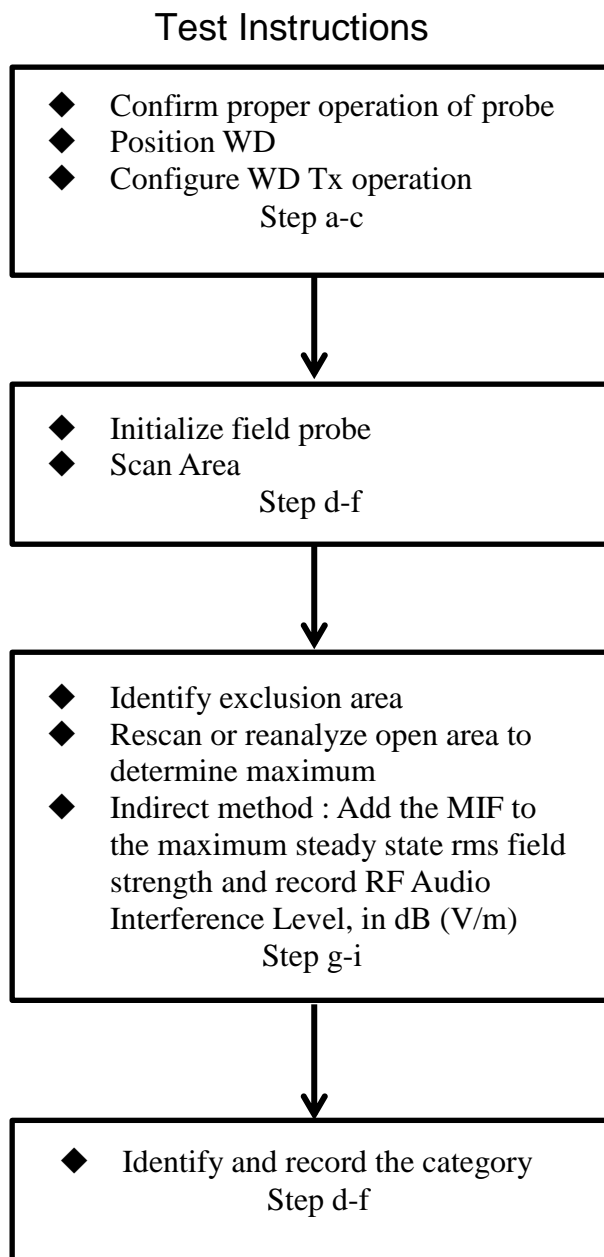 Test Instructions
◆ Confirm proper operation of probe
◆ Position WD
◆ Configure WD Tx operation
Step a-c
◆ Initialize field probe
◆ Scan Area
Step d-f
◆ Identify exclusion area
◆ Rescan or reanalyze open area to
determine maximum
◆ Indirect method : Add the MIF to
the maximum steady state rms field
strength and record RF Audio
Interference Level, in dB (V/m)
Step g-i
◆ Identify and record the category
Step d-f